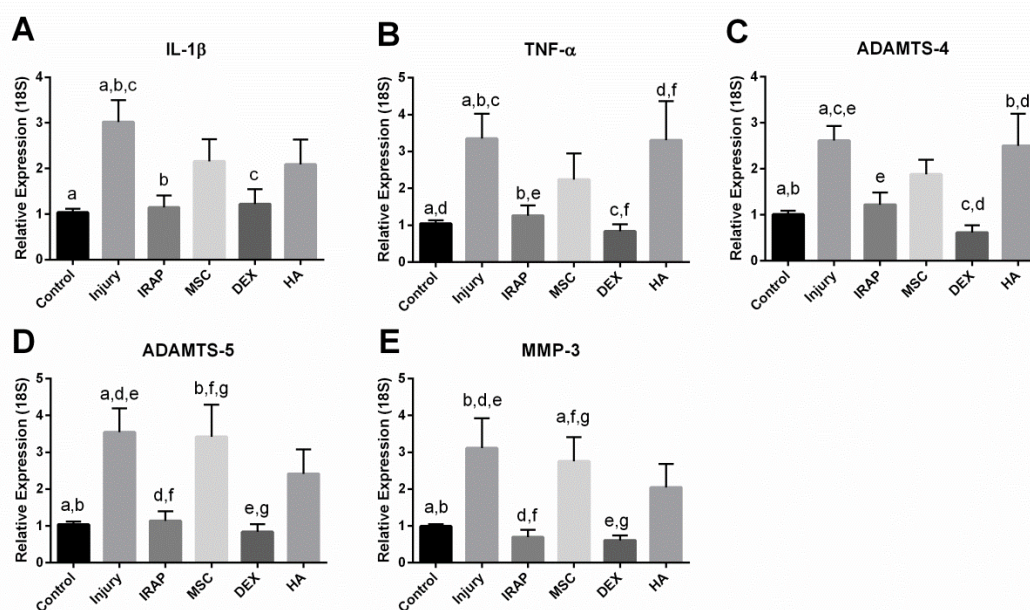 A
IL-1β
Relative Expression (18S)
4
3
2
1
0
a
a,b,c
b
c
Control
Injury
IRAP
MSC
DEX
HA
B
TNF-α
Relative Expression (18S)
5
4
3
2
1
0
a,d
a,b,c
b,e
c,f
d,f
Control
Injury
IRAP
MSC
DEX
HA
C
ADAMTS-4
Relative Expression (18S)
4
3
2
1
0
a,b
a,c,e
e
c,d
b,d
Control
Injury
IRAP
MSC
DEX
HA
D
ADAMTS-5
Relative Expression (18S)
5
4
3
2
1
0
a,b
a,d,e
d,f
b,f,g
e,g
Control
Injury
IRAP
MSC
DEX
HA
E
MMP-3
Relative Expression (18S)
5
4
3
2
1
0
a,b
b,d,e
d,f
a,f,g
e,g
Control
Injury
IRAP
MSC
DEX
HA